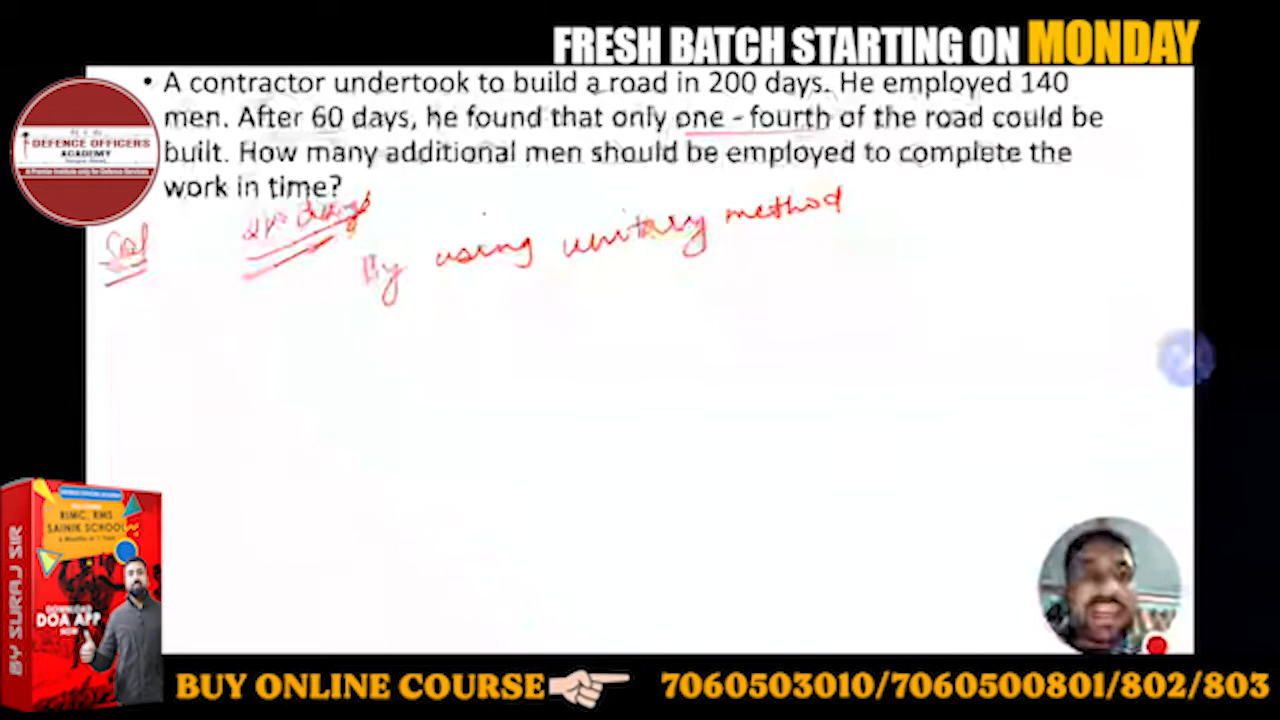 FRESH BATCH STARTING ON MONDAY
• A contractor undertook to build a road in 200 days. He employed 140
men. After 60 days, he found that only one - fourth of the road could be
built. How many additional men should be employed to complete the
work in time?
DEFENCE OFFICERS
ACADEMY
Sol
By using unitary method
RIMC, RMS
SAINIK SCHOOL
BY SURAJ SIR
DOWNLOAD
DOA APP
NOW
BUY ONLINE COURSE 7060503010/7060500801/802/803